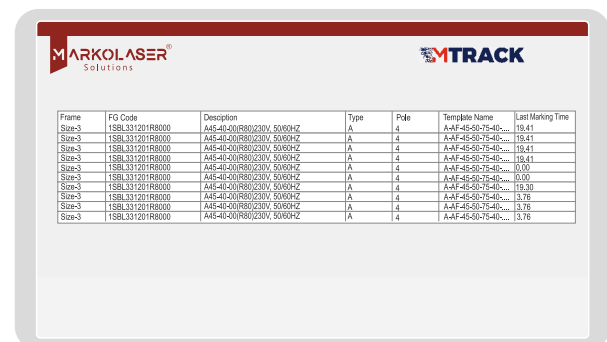 MARKOLASER®
Solutions
MTRACK
Frame FG Code Desciption Type Pole Template Name Last Marking Time
Size-3 1SBL331201R8000 A45-40-00(R80)230V, 50/60HZ A 4 A-AF-45-50-75-40-.... 19.41
Size-3 1SBL331201R8000 A45-40-00(R80)230V, 50/60HZ A 4 A-AF-45-50-75-40-.... 19.41
Size-3 1SBL331201R8000 A45-40-00(R80)230V, 50/60HZ A 4 A-AF-45-50-75-40-.... 19,41
Size-3 1SBL331201R8000 A45-40-00(R80)230V, 50/60HZ A 4 A-AF-45-50-75-40-.... 19.41
Size-3 1SBL331201R8000 A45-40-00(R80)230V, 50/60HZ A 4 A-AF-45-50-75-40-.... 0,00
Size-3 1SBL331201R8000 A45-40-00(R80)230V, 50/60HZ A 4 A-AF-45-50-75-40-.... 0.00
Size-3 1SBL331201R8000 A45-40-00(R80)230V, 50/60HZ A 4 A-AF-45-50-75-40-.... 19.30
Size-3 1SBL331201R8000 A45-40-00(R80)230V, 50/60HZ A 4 A-AF-45-50-75-40-.... 3.76
Size-3 1SBL331201R8000 A45-40-00(R80)230V, 50/60HZ A 4 A-AF-45-50-75-40-.... 3.76
Size-3 1SBL331201R8000 A45-40-00(R80)230V, 50/60HZ A 4 A-AF-45-50-75-40-.... 3.76